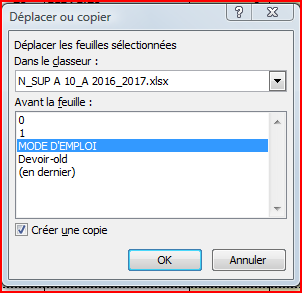 Déplacer ou copier
Déplacer les feuilles sélectionnées
Dans le classeur :
N_SUP A 10_A 2016_2017.xlsx
Avant la feuille :
0
1
MODE D'EMPLOI
Devoir-old
(en dernier)
Créer une copie
OK
Annuler